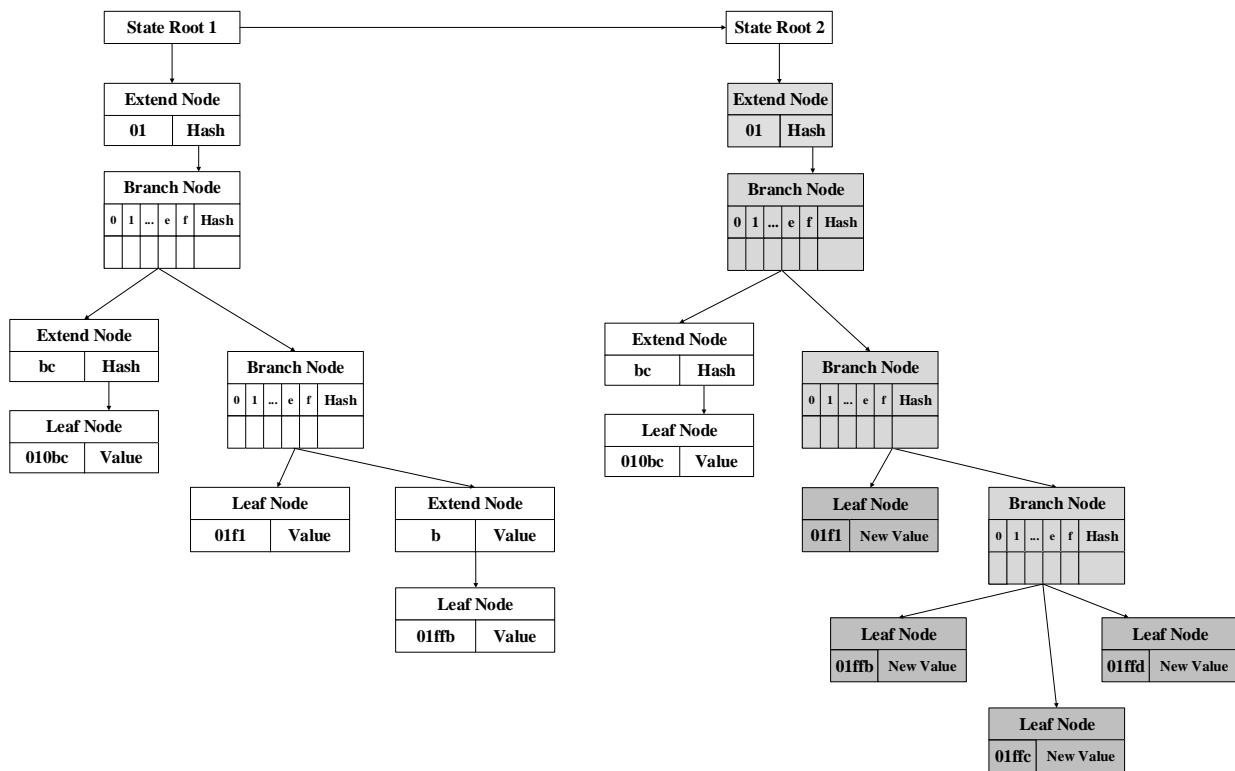 State Root 1
State Root 2
Extend Node
01 Hash
Extend Node
01 Hash
Branch Node
0 1 ... e f Hash
Branch Node
0 1 ... e f Hash
Extend Node
bc Hash
Leaf Node
010bc Value
Branch Node
0 1 ... e f Hash
Leaf Node
01f1 Value
Extend Node
b Value
Leaf Node
01ffb Value
Extend Node
bc Hash
Leaf Node
010bc Value
Branch Node
0 1 ... e f Hash
Leaf Node
01f1 New Value
Branch Node
0 1 ... e f Hash
Leaf Node
01ffb New Value
Leaf Node
01ffd New Value
Leaf Node
01ffc New Value